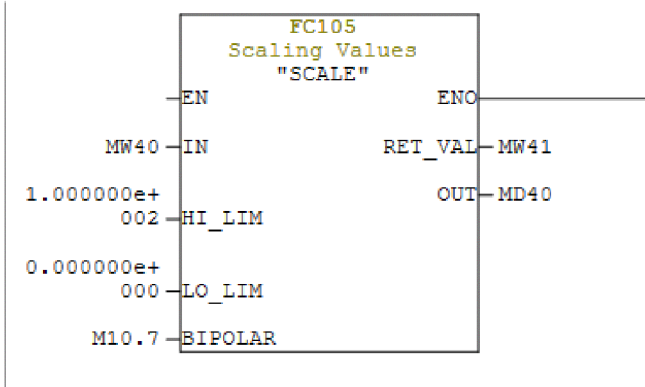 FC105
Scaling Values
"SCALE"
EN ENO
MW40 IN RET_VAL MW41
1.000000e+ OUT MD40
002 HI_LIM
0.000000e+
000 LO_LIM
M10.7 BIPOLAR